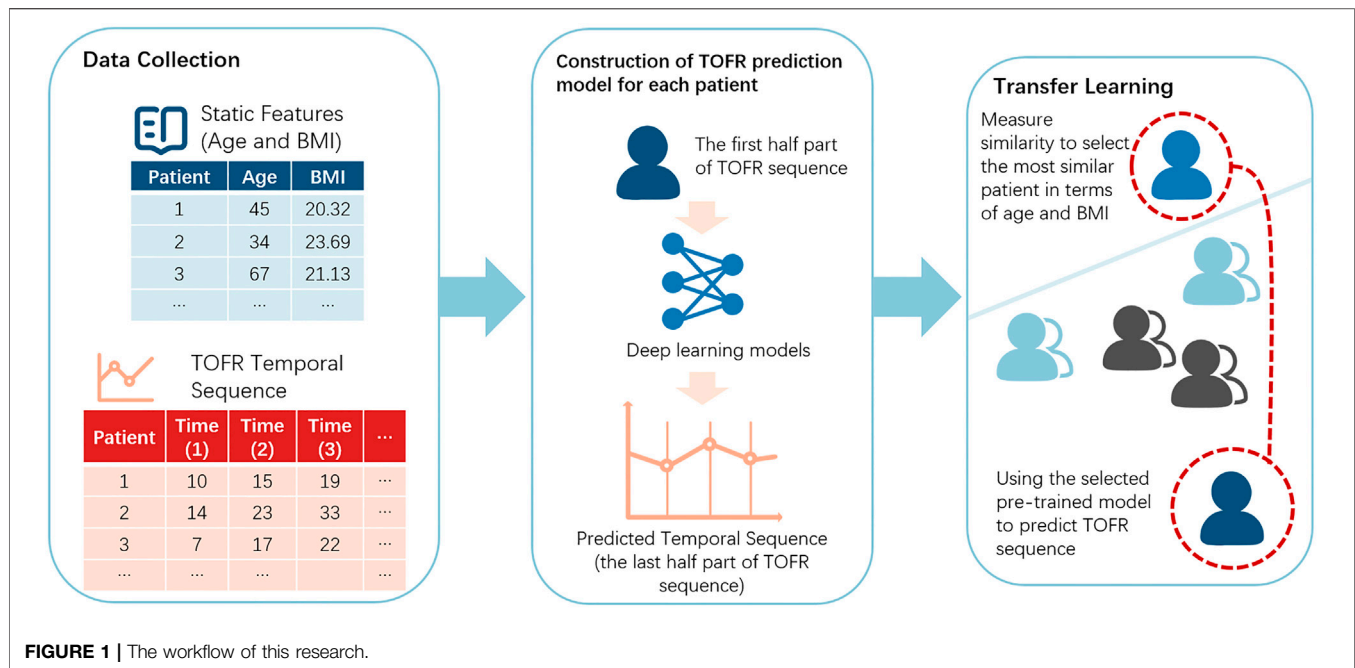 Data Collection
Static Features
(Age and BMI)
Patient Age BMI
1 45 20.32
2 34 23.69
3 67 21.13
... ... ...
TOFR Temporal
Sequence
Patient Time (1) Time (2) Time (3) ...
1 10 15 19 ...
2 14 23 33 ...
3 7 17 22 ...
... ... ... ...
Construction of TOFR prediction
model for each patient
The first half part
of TOFR sequence
Deep learning models
Predicted Temporal Sequence
(the last half part of TOFR
sequence)
Transfer Learning
Measure
similarity to select
the most similar
patient in terms
of age and BMI
Using the selected
pre-trained model
to predict TOFR
sequence
FIGURE 1 | The workflow of this research.